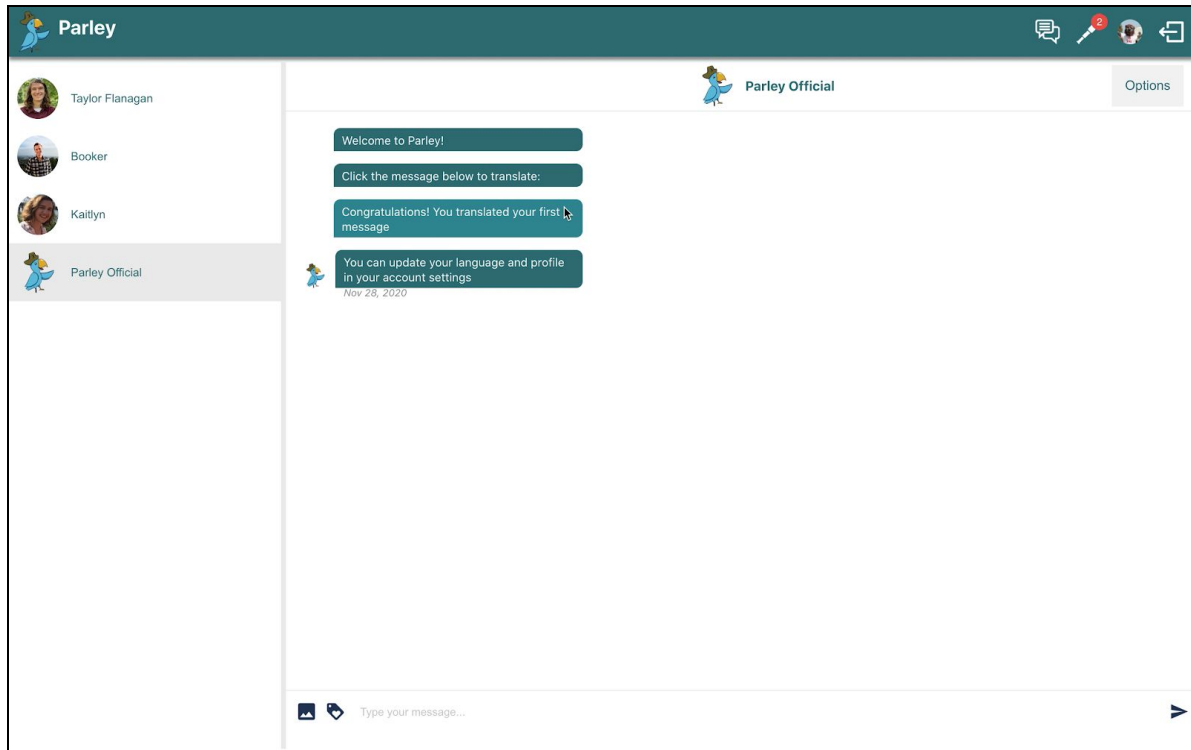 Parley
2
Taylor Flanagan
Booker
Kaitlyn
Parley Official
Parley Official
Options
Welcome to Parley!
Click the message below to translate:
Congratulations! You translated your first
message
You can update your language and profile
in your account settings
Nov 28, 2020
Type your message...